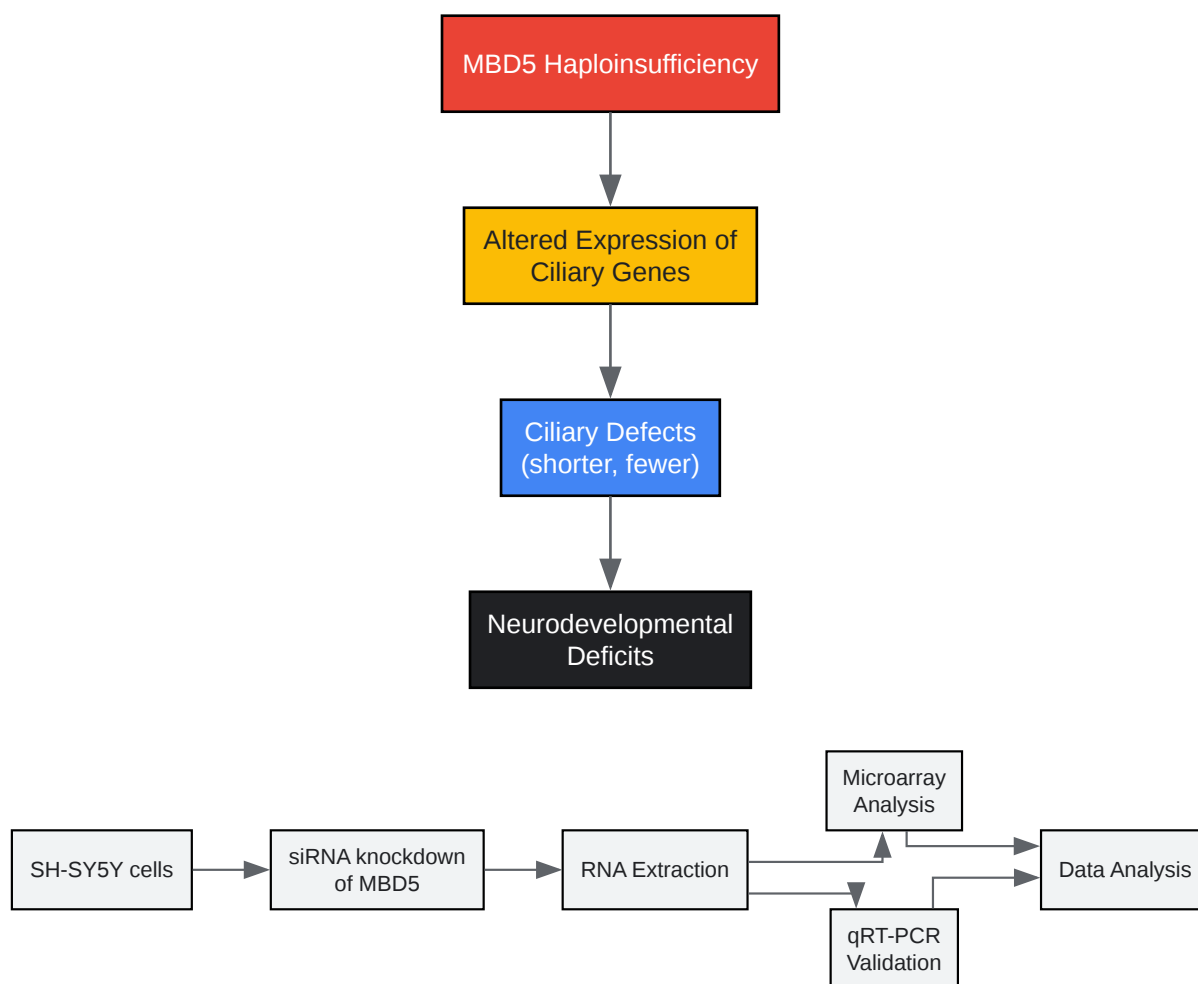 MBD5 Haploinsufficiency
Altered Expression of
Ciliary Genes
Ciliary Defects
(shorter, fewer)
Neurodevelopmental
Deficits
SH-SY5Y cells
siRNA knockdown
of MBD5
RNA Extraction
Microarray
Analysis
qRT-PCR
Validation
Data Analysis